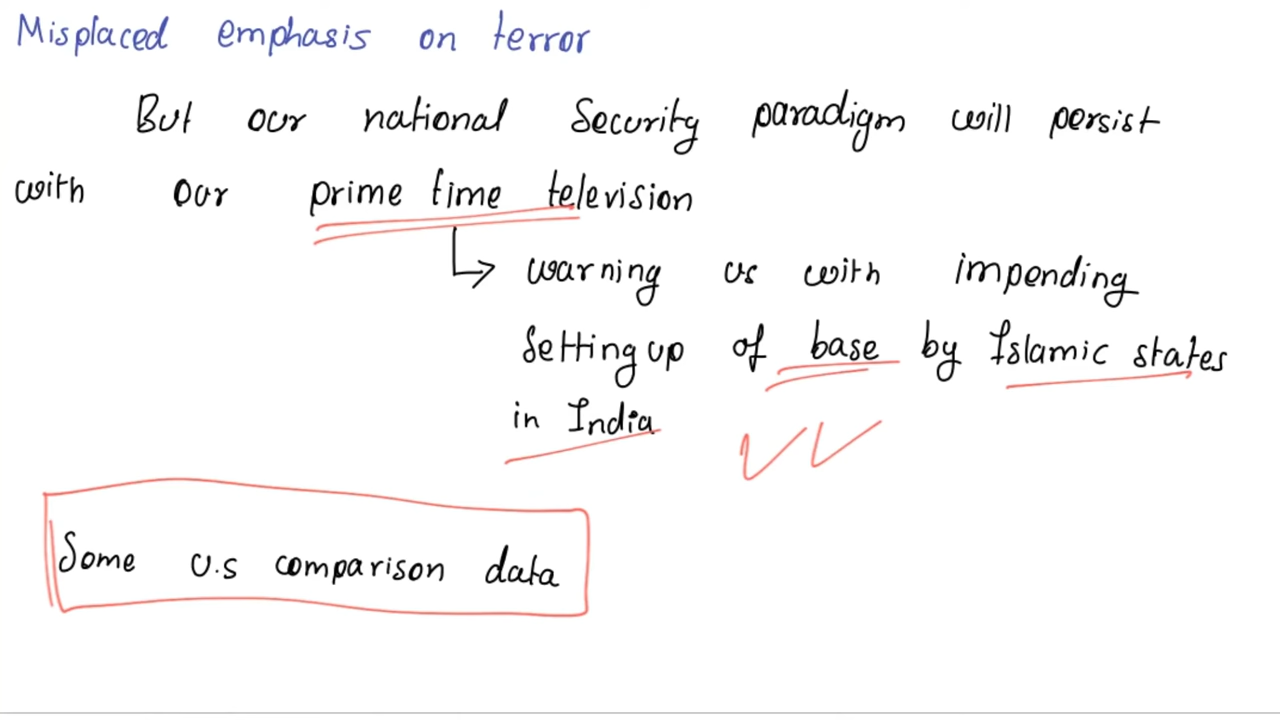 Misplaced emphasis on terror
But our national Security paradigm will persist
with our prime time television
warning us with impending
Setting up of base by Islamic states
in India
Some U.S comparison data